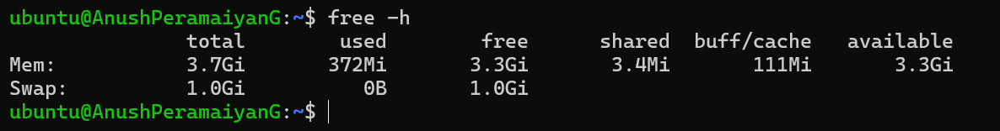 ubuntu@AnushPeramaiyanG:~$ free -h
total used free shared buff/cache available
Mem: 3.7Gi 372Mi 3.3Gi 3.4Mi 111Mi 3.3Gi
Swap: 1.0Gi 0B 1.0Gi
ubuntu@AnushPeramaiyanG:~$